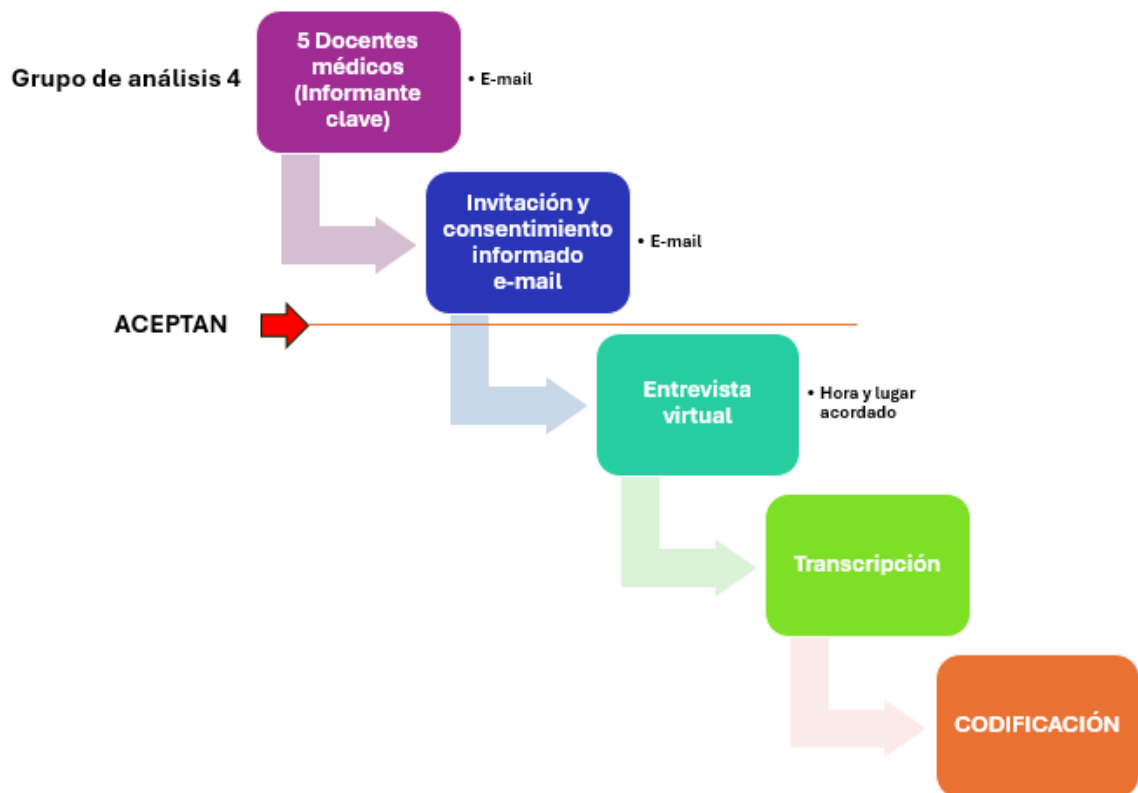 5 Docentes
médicos
(Informante
clave)
Grupo de análisis 4
• E-mail
Invitación y
consentimiento
informado
e-mail
• E-mail
ACEPTAN
Entrevista
virtual
• Hora y lugar
acordado
Transcripción
CODIFICACIÓN